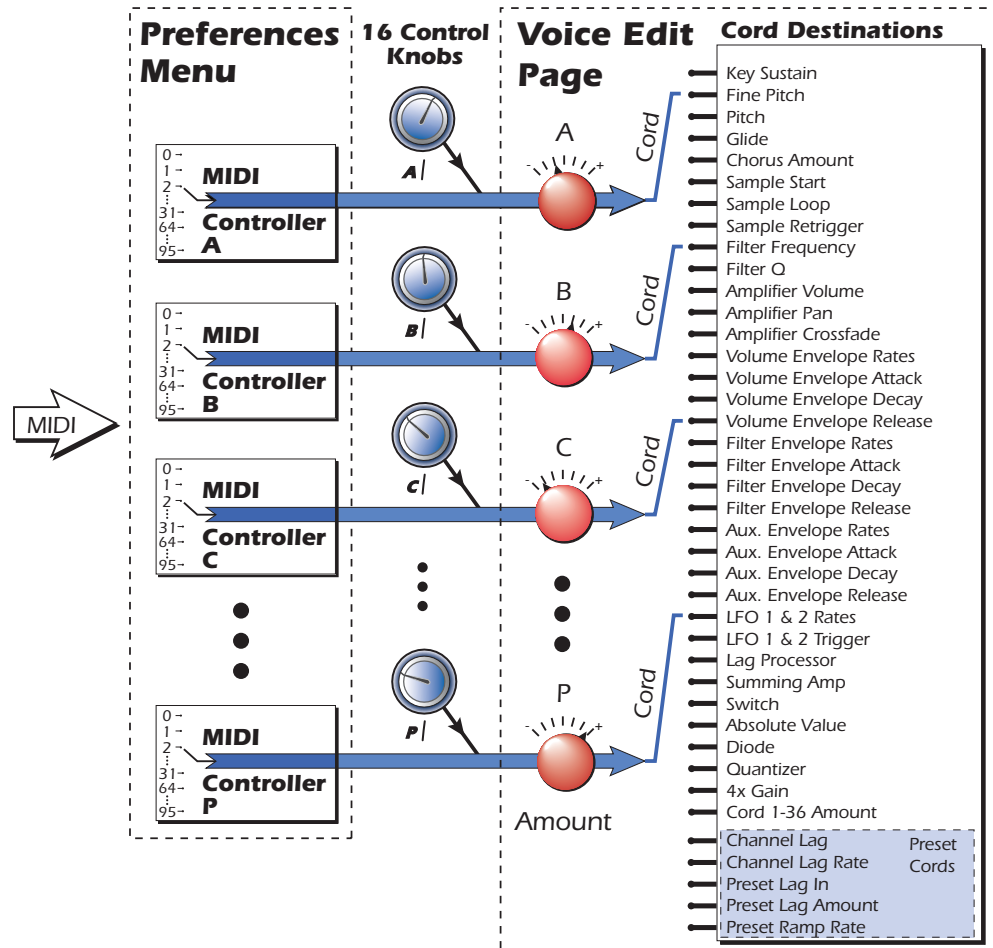 Preferences
Menu
16 Control
Knobs
Voice Edit
Page
Cord Destinations
MIDI
0
1
2
31
64
95
MIDI
Controller
A
A
A
- +
Cord
0
1
2
31
64
95
MIDI
Controller
B
B
B
- +
Cord
0
1
2
31
64
95
MIDI
Controller
C
C
C
- +
Cord
0
1
2
31
64
95
MIDI
Controller
P
P
P
- +
Cord
Amount
Key Sustain
Fine Pitch
Pitch
Glide
Chorus Amount
Sample Start
Sample Loop
Sample Retrigger
Filter Frequency
Filter Q
Amplifier Volume
Amplifier Pan
Amplifier Crossfade
Volume Envelope Rates
Volume Envelope Attack
Volume Envelope Decay
Volume Envelope Release
Filter Envelope Rates
Filter Envelope Attack
Filter Envelope Decay
Filter Envelope Release
Aux. Envelope Rates
Aux. Envelope Attack
Aux. Envelope Decay
Aux. Envelope Release
LFO 1 & 2 Rates
LFO 1 & 2 Trigger
Lag Processor
Summing Amp
Switch
Absolute Value
Diode
Quantizer
4x Gain
Cord 1-36 Amount
Channel Lag
Channel Lag Rate
Preset Lag In
Preset Lag Amount
Preset Ramp Rate
Preset
Cords